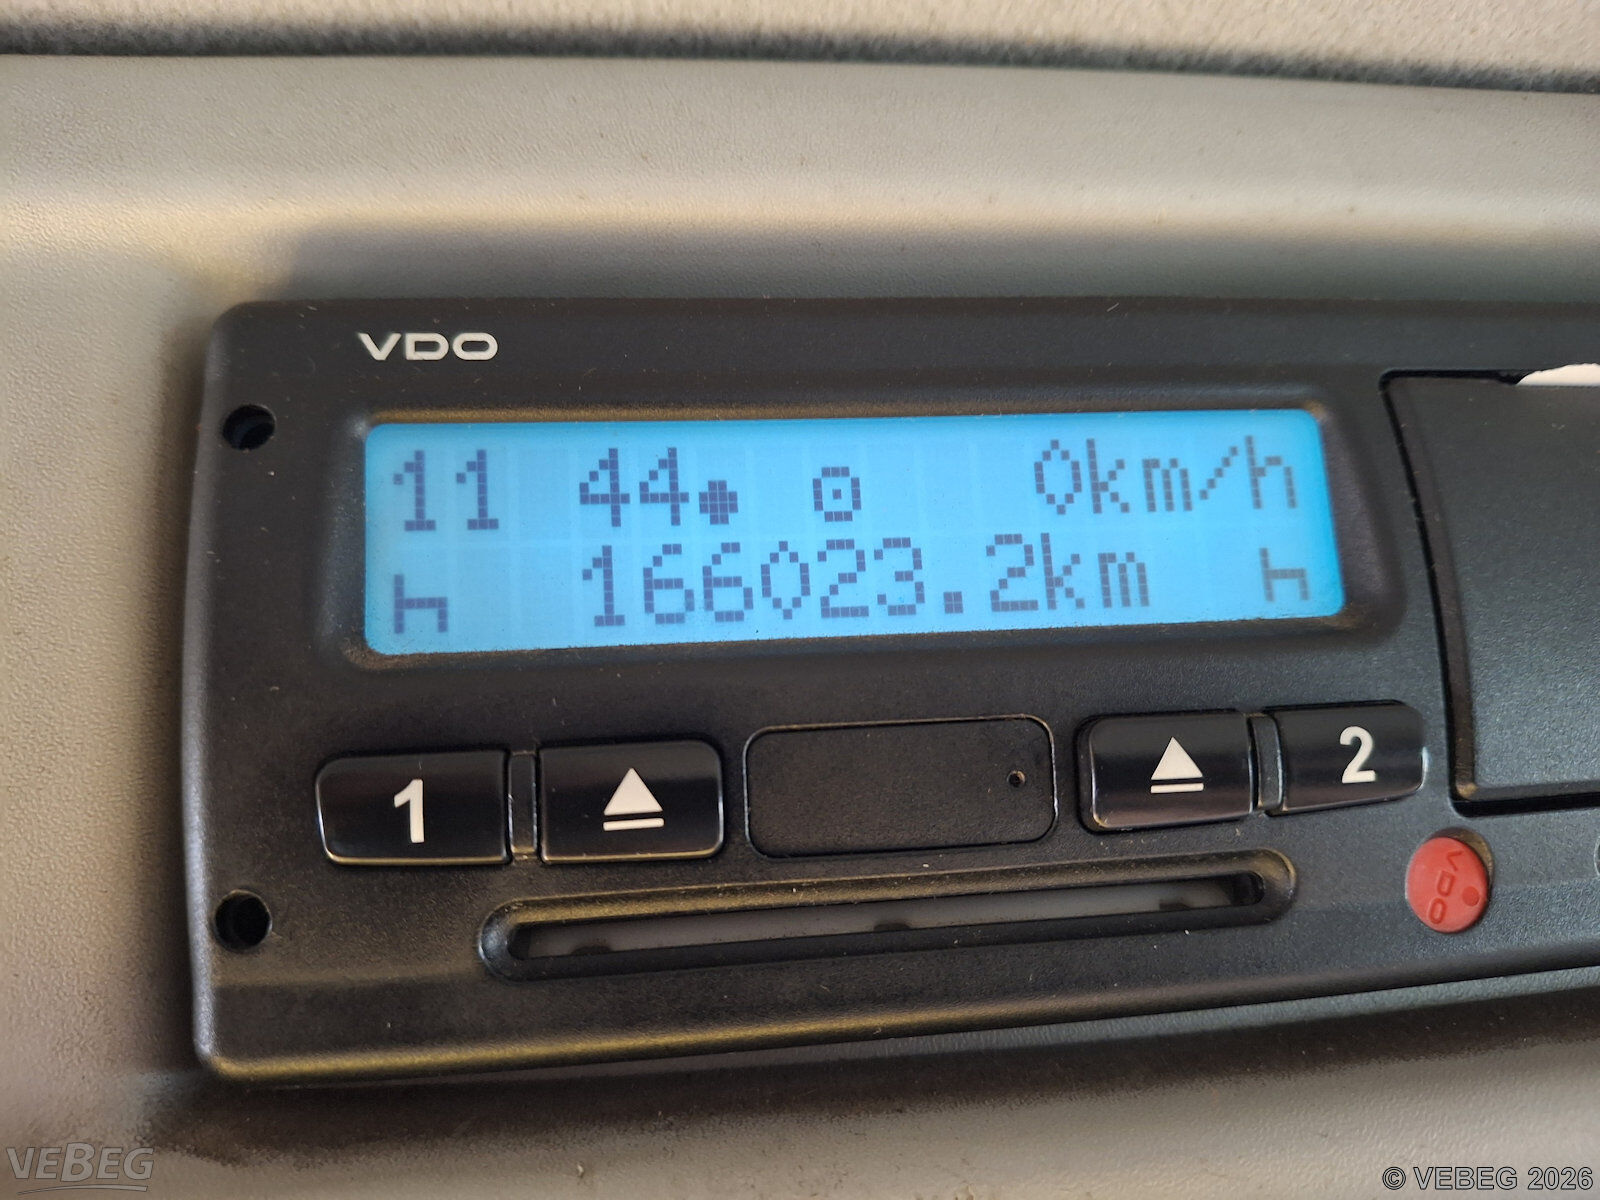 VDO
11 44 0km/h
h 166023.2km h
1 2
VDO
VEBEG
© VEBEG 2026